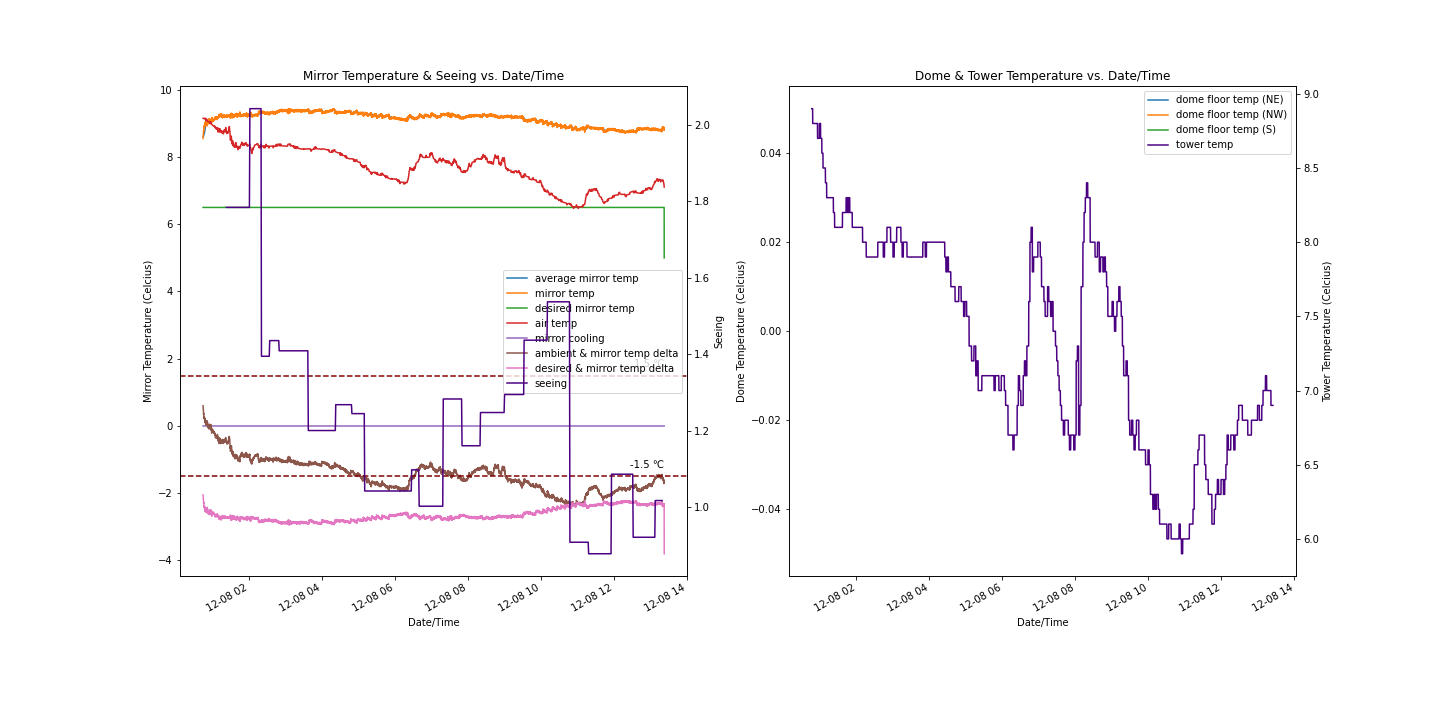 Mirror Temperature & Seeing vs. Date/Time
Mirror Temperature (Celcius)
10
8
6
4
2
0
−2
−4
2.0
1.8
1.6
1.4
1.2
1.0
Seeing
average mirror temp
mirror temp
desired mirror temp
air temp
mirror cooling
ambient & mirror temp delta
desired & mirror temp delta
seeing
-1.5 °C
12-08 02
12-08 04
12-08 06
12-08 08
12-08 10
12-08 12
12-08 14
Date/Time
Dome & Tower Temperature vs. Date/Time
Dome Temperature (Celcius)
0.04
0.02
0.00
−0.02
−0.04
9.0
8.5
8.0
7.5
7.0
6.5
6.0
Tower Temperature (Celcius)
dome floor temp (NE)
dome floor temp (NW)
dome floor temp (S)
tower temp
12-08 02
12-08 04
12-08 06
12-08 08
12-08 10
12-08 12
12-08 14
Date/Time